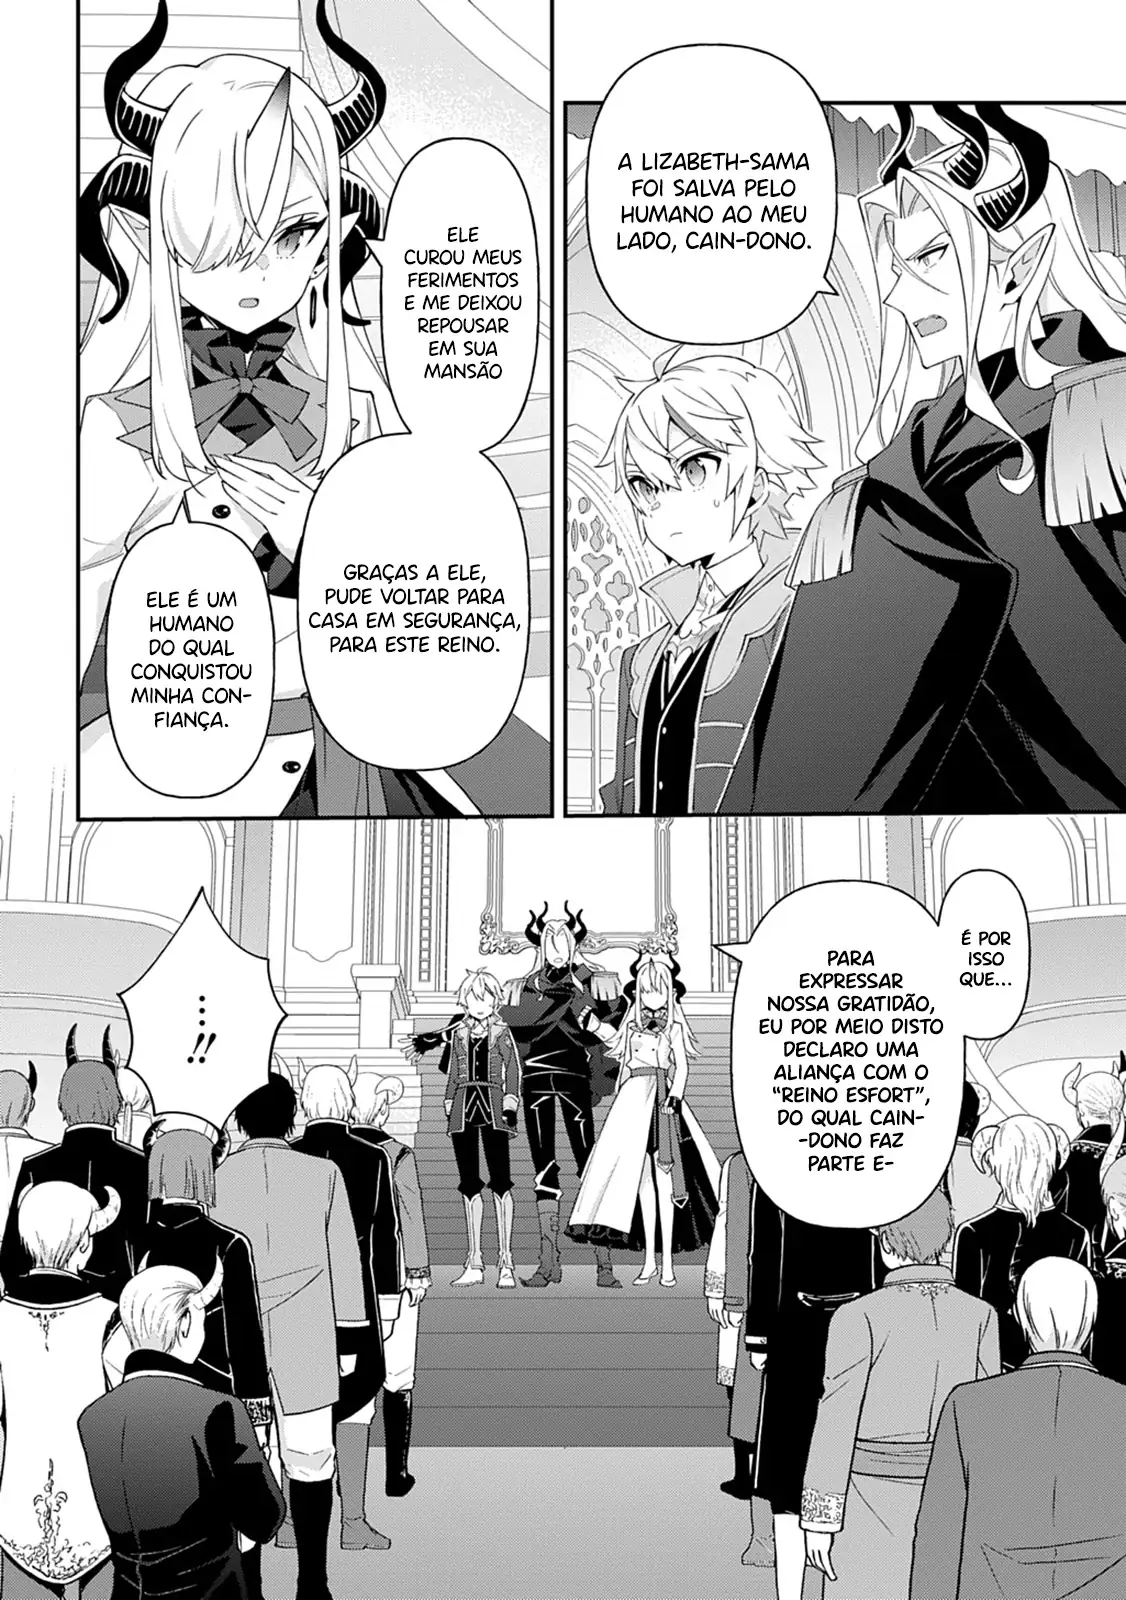 A LIZABETH-SAMA
FOI SALVA PELO
HUMANO AO MEU
LADO, CAIN-DONO.
ELE
CUROU MEUS
FERIMENTOS
E ME DEIXOU
REPOUSAR
EM SUA
MANSÃO
GRAÇAS A ELE,
PUDE VOLTAR PARA
CASA EM SEGURANÇA,
PARA ESTE REINO.
ELE É UM
HUMANO
DO QUAL
CONQUISTOU
MINHA CON-
FIANÇA.
É POR
ISSO
QUE...
PARA
EXPRESSAR
NOSSA GRATIDÃO,
EU POR MEIO DISTO
DECLARO UMA
ALIANÇA COM O
“REINO ESFORT”,
DO QUAL CAIN-
-DONO FAZ
PARTE E-
...!!